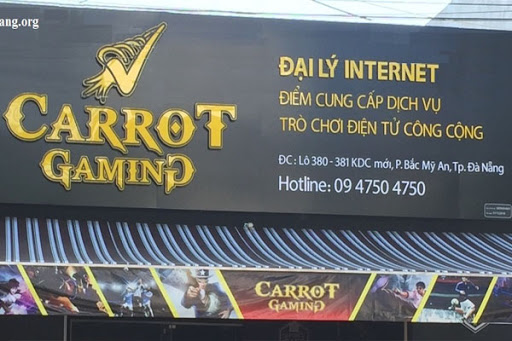 ang.org
CARROT
GAMING
ĐẠI LÝ INTERNET
ĐIỂM CUNG CẤP DỊCH VỤ
TRÒ CHƠI ĐIỆN TỬ CÔNG CỘNG
ĐC : Lô 380 - 381 KDC mới, P. Bắc Mỹ An, Tp. Đà Nẵng
Hotline: 09 4750 4750
CARROT
GAMING